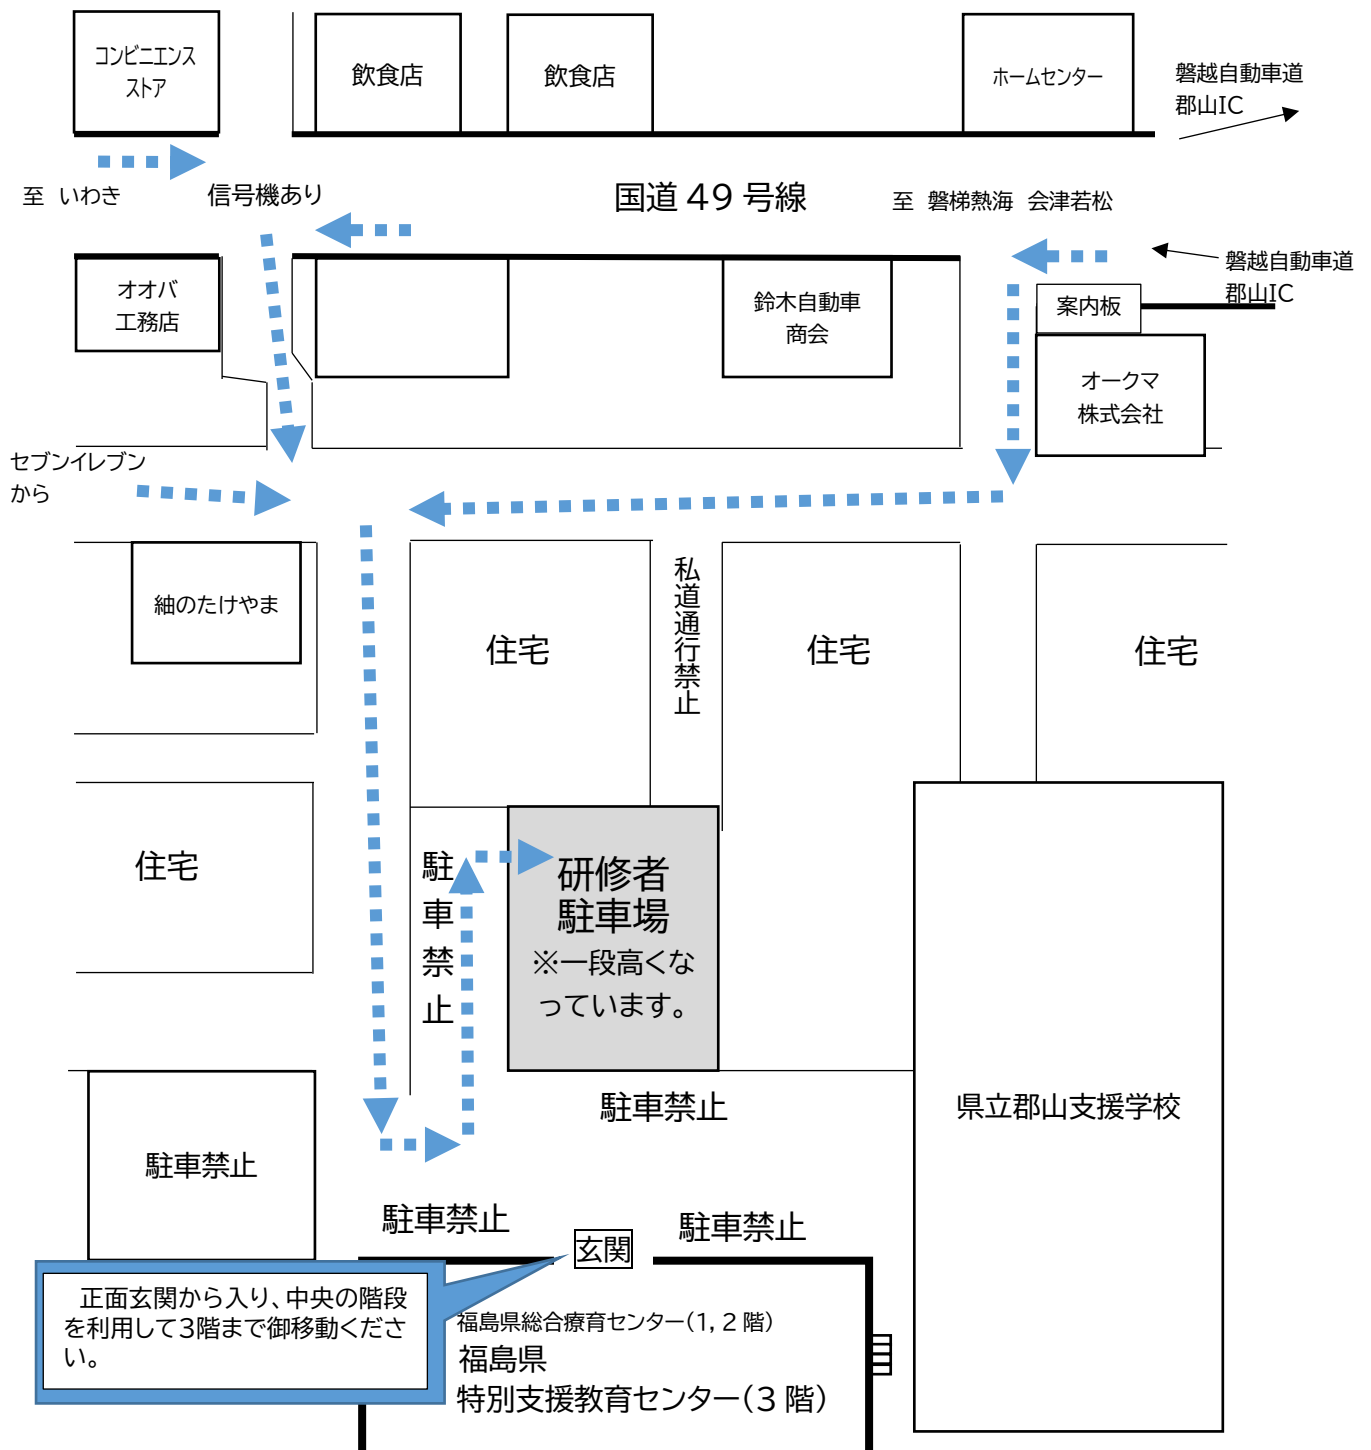 コンビニエンス
ストア
飲食店
飲食店
ホームセンター
磐越自動車道
郡山IC
至 いわき
信号機あり
国道 49 号線
至 磐梯熱海 会津若松
磐越自動車道
郡山IC
オオバ
工務店
鈴木自動車
商会
案内板
オークマ
株式会社
セブンイレブン
から
紬のたけやま
住宅
私道通行禁止
住宅
住宅
住宅
駐車禁止
研修者
駐車場
※一段高くな
っています。
駐車禁止
県立郡山支援学校
駐車禁止
駐車禁止
玄関
駐車禁止
正面玄関から入り、中央の階段
を利用して3階まで御移動くださ
い。
福島県総合療育センター(1,2 階)
福島県
特別支援教育センター(3 階)